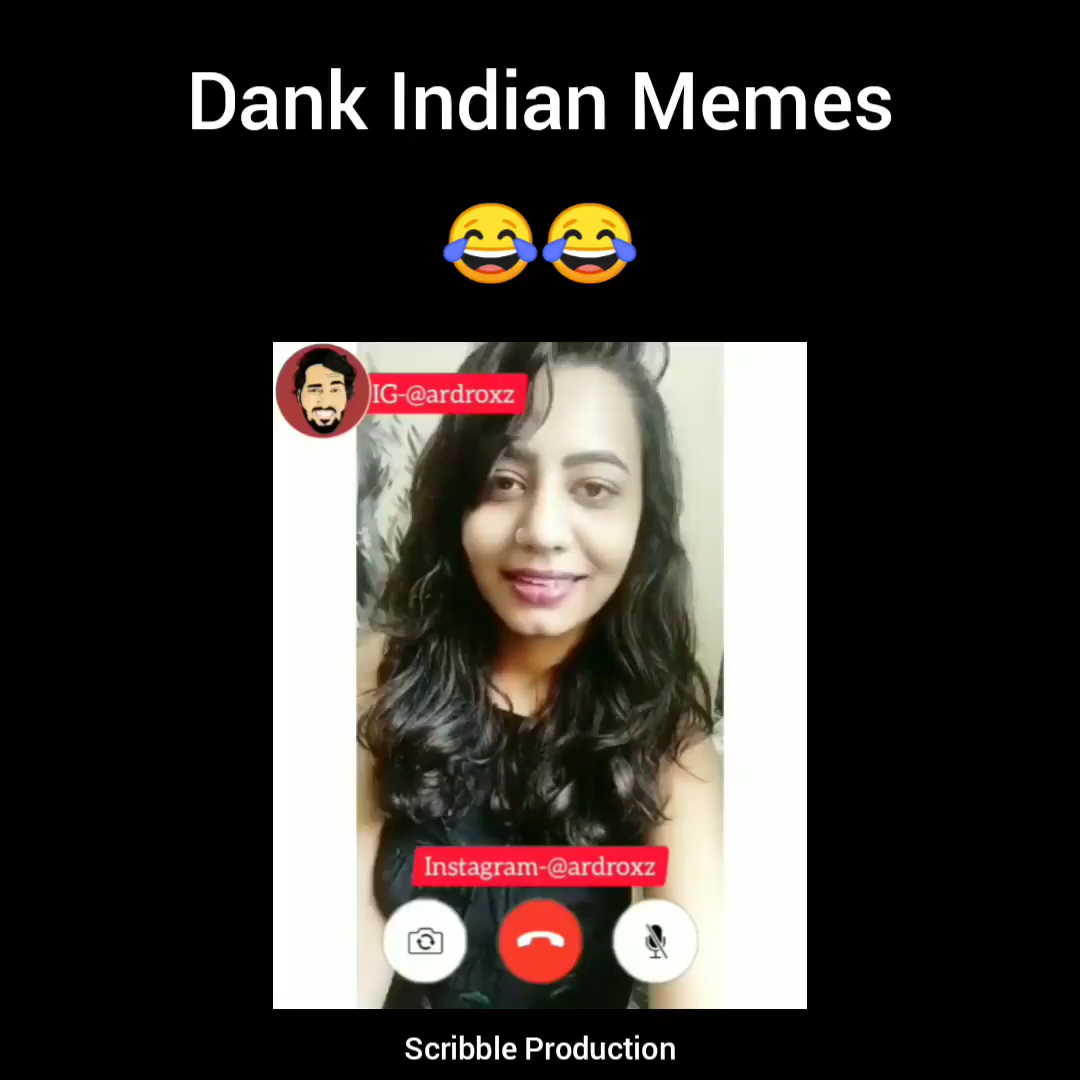 Dank Indian Memes
😂😂
IG-@ardroxz
Instagram-@ardroxz
Scribble Production